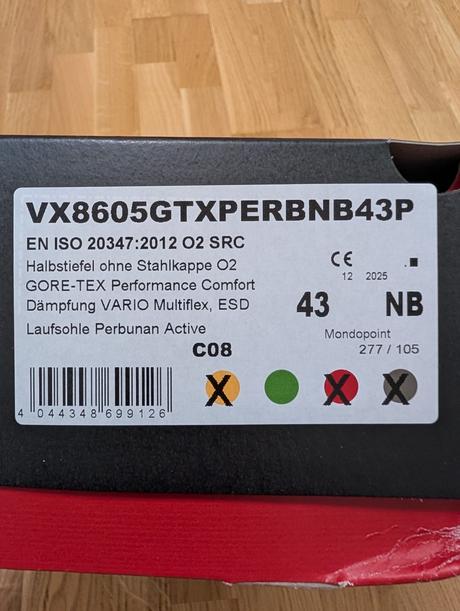 VX8605GTXPERBNB43P
EN ISO 20347:2012 O2 SRC
Halbstiefel ohne Stahlkappe O2
GORE-TEX Performance Comfort
Dämpfung VARIO Multiflex, ESD
Laufsohle Perbunan Active
C08
CE
12 2025
43 NB
Mondopoint
277 / 105
X X X
4 044348 699126